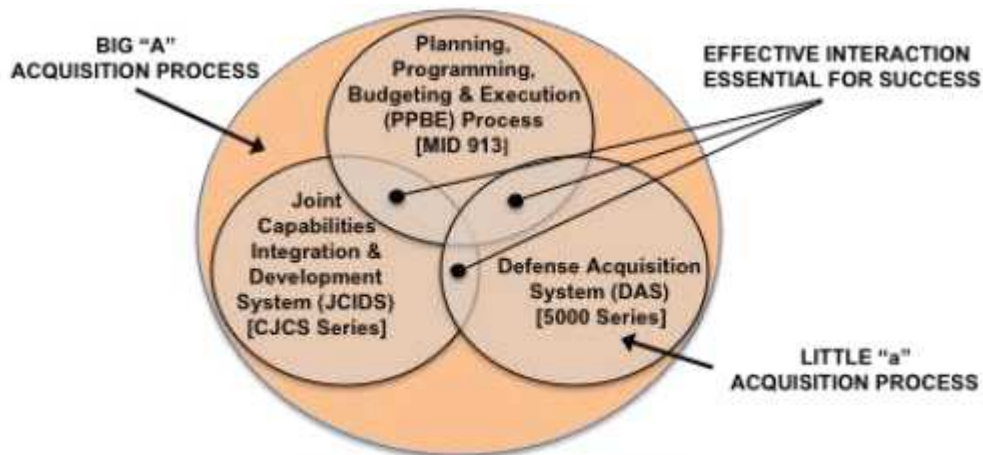 BIG “A”
ACQUISITION PROCESS
Planning,
Programming,
Budgeting & Execution
(PPBE) Process
[MID 913]
EFFECTIVE INTERACTION
ESSENTIAL FOR SUCCESS
Joint
Capabilities
Integration &
Development
System (JCIDS)
[CJCS Series]
Defense Acquisition
System (DAS)
[5000 Series]
LITTLE “a”
ACQUISITION PROCESS